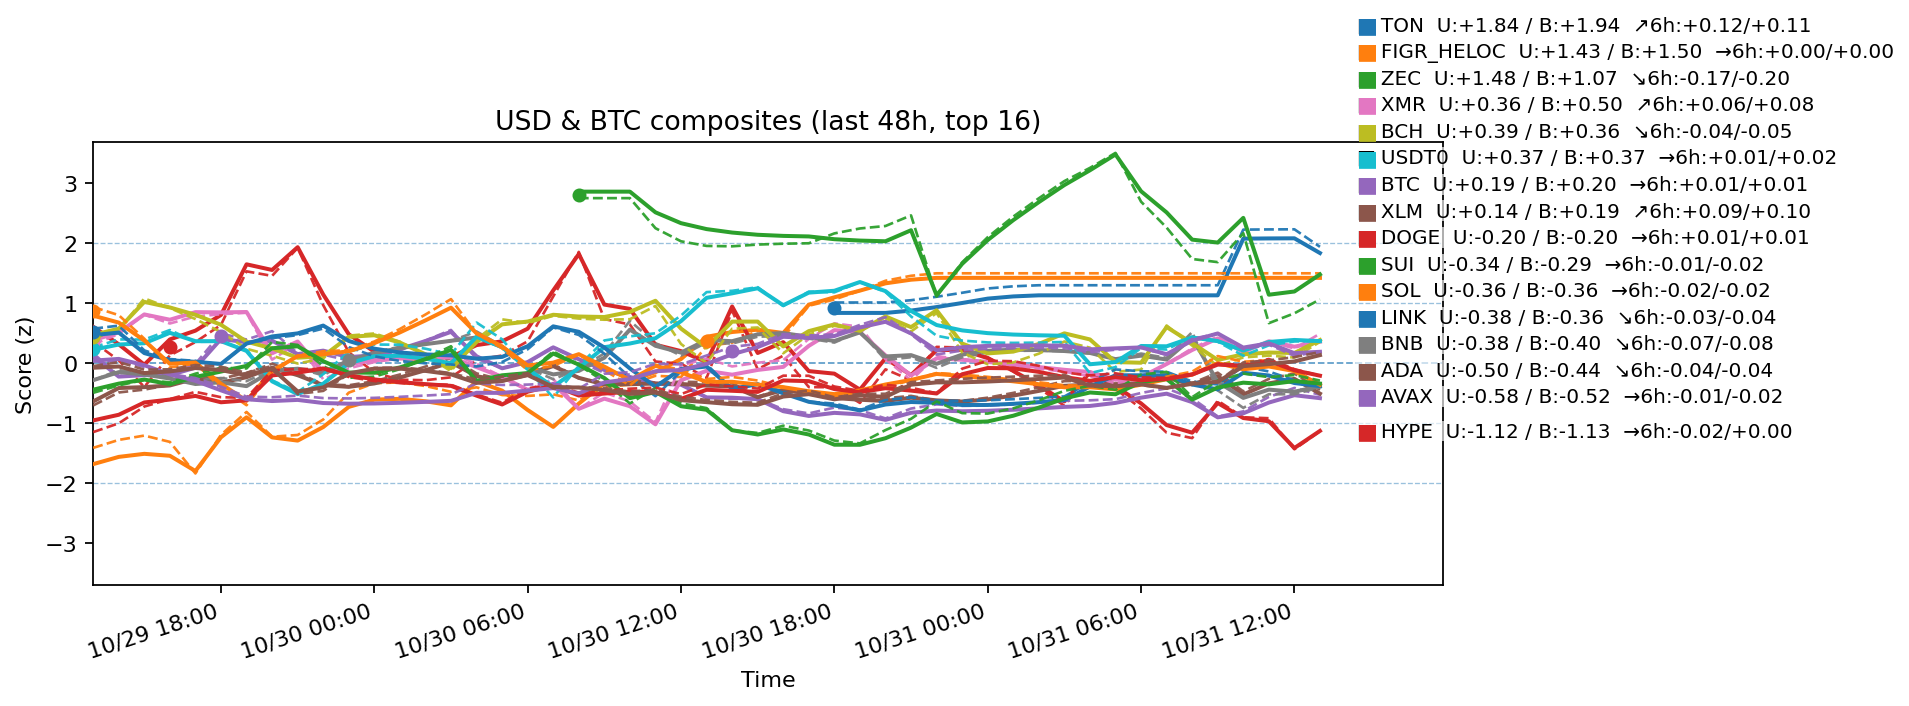 TON  U:+1.84 / B:+1.94  ↗6h:+0.12/+0.11
FIGR_HELOC  U:+1.43 / B:+1.50  →6h:+0.00/+0.00
ZEC  U:+1.48 / B:+1.07  ↘6h:-0.17/-0.20
XMR  U:+0.36 / B:+0.50  ↗6h:+0.06/+0.08
BCH  U:+0.39 / B:+0.36  ↘6h:-0.04/-0.05
USDT0  U:+0.37 / B:+0.37  →6h:+0.01/+0.02
BTC  U:+0.19 / B:+0.20  →6h:+0.01/+0.01
XLM  U:+0.14 / B:+0.19  ↗6h:+0.09/+0.10
DOGE  U:-0.20 / B:-0.20  →6h:+0.01/+0.01
SUI  U:-0.34 / B:-0.29  →6h:-0.01/-0.02
SOL  U:-0.36 / B:-0.36  →6h:-0.02/-0.02
LINK  U:-0.38 / B:-0.36  ↘6h:-0.03/-0.04
BNB  U:-0.38 / B:-0.40  ↘6h:-0.07/-0.08
ADA  U:-0.50 / B:-0.44  ↘6h:-0.04/-0.04
AVAX  U:-0.58 / B:-0.52  →6h:-0.01/-0.02
HYPE  U:-1.12 / B:-1.13  →6h:-0.02/+0.00
USD & BTC composites (last 48h, top 16)
Score (z)
3
2
1
0
−1
−2
−3
10/29 18:00
10/30 00:00
10/30 06:00
10/30 12:00
10/30 18:00
10/31 00:00
10/31 06:00
10/31 12:00
Time